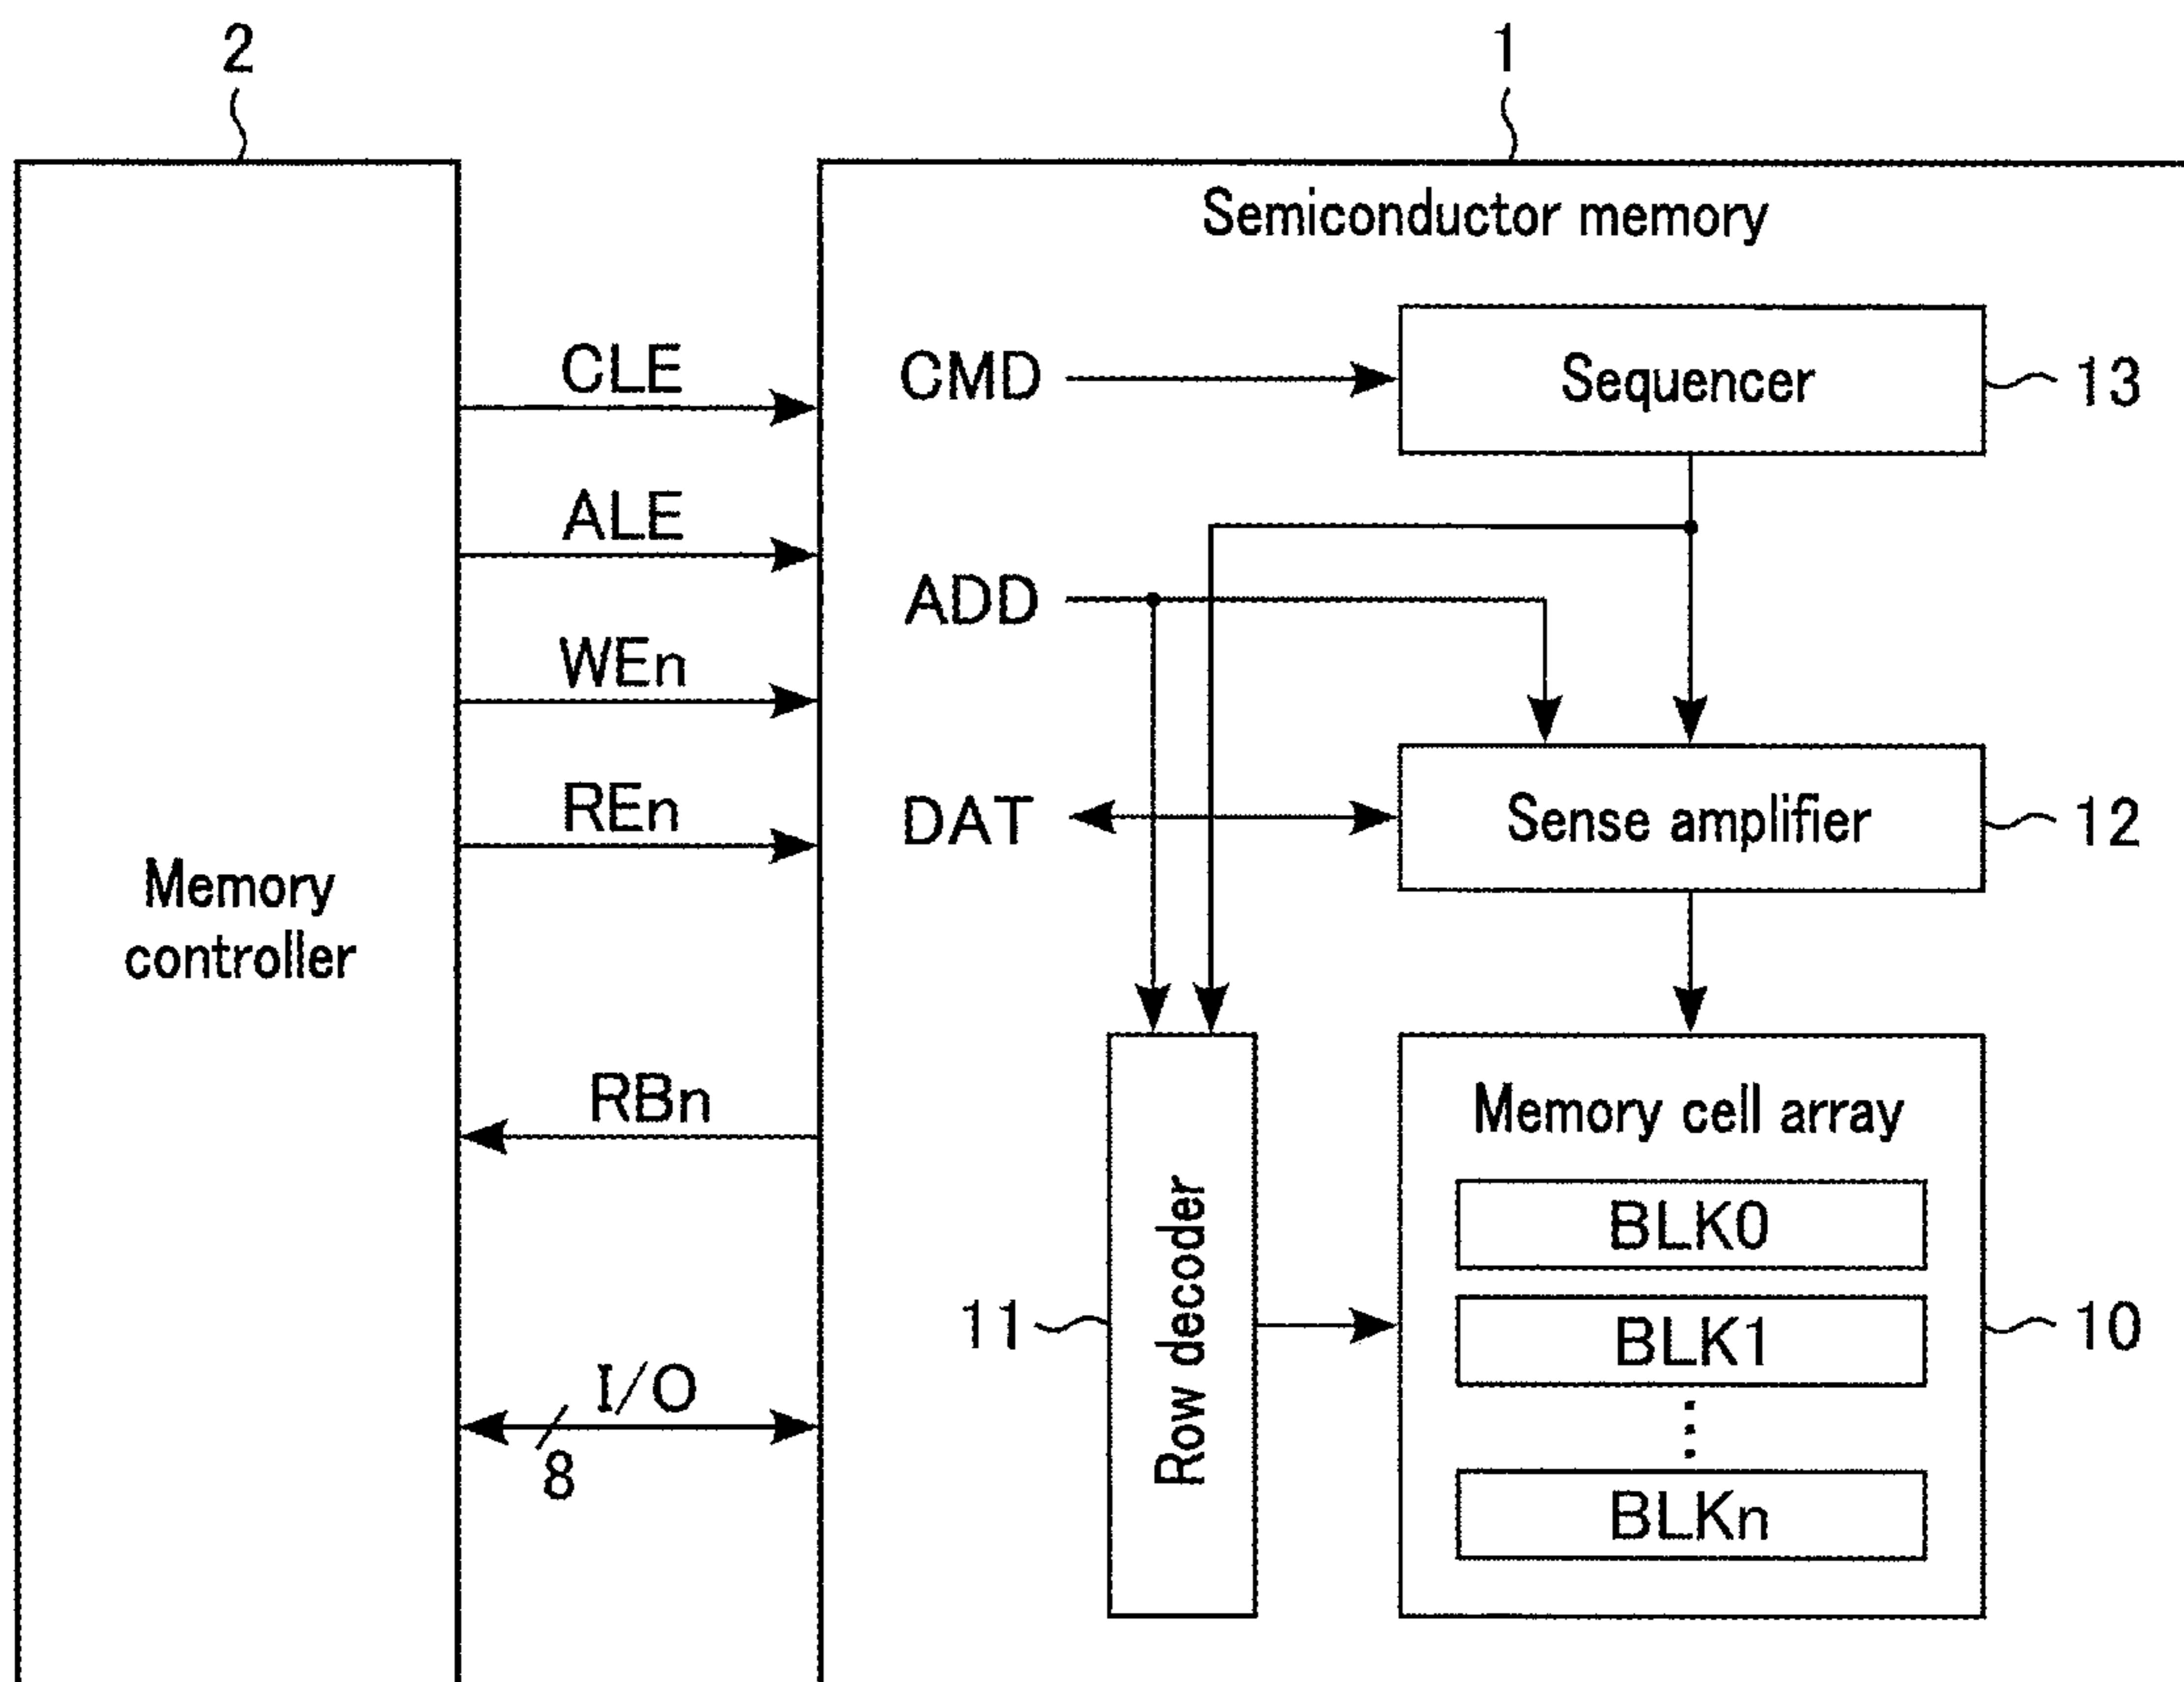 2
1
Semiconductor memory
CLE
CMD
Sequencer
13
ALE
ADD
WEn
REn
DAT
Sense amplifier
12
Memory
controller
RBn
Memory cell array
Row decoder
BLK0
11
BLK1
10
I/O
8
BLKn